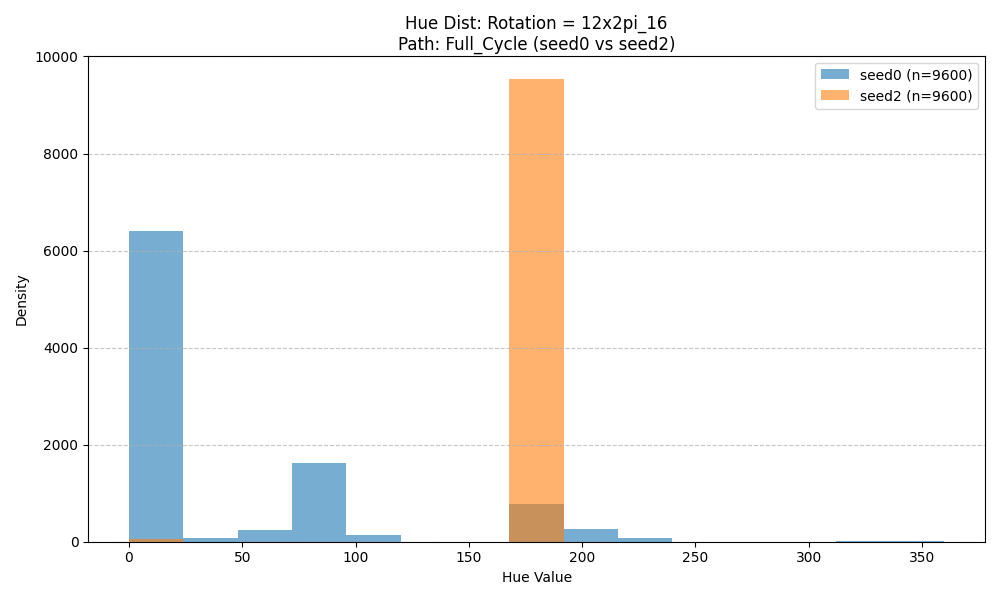 Hue Dist: Rotation = 12x2pi_16
Path: Full_Cycle (seed0 vs seed2)
seed0 (n=9600)
seed2 (n=9600)
Density
10000
8000
6000
4000
2000
0
0 50 100 150 200 250 300 350
Hue Value